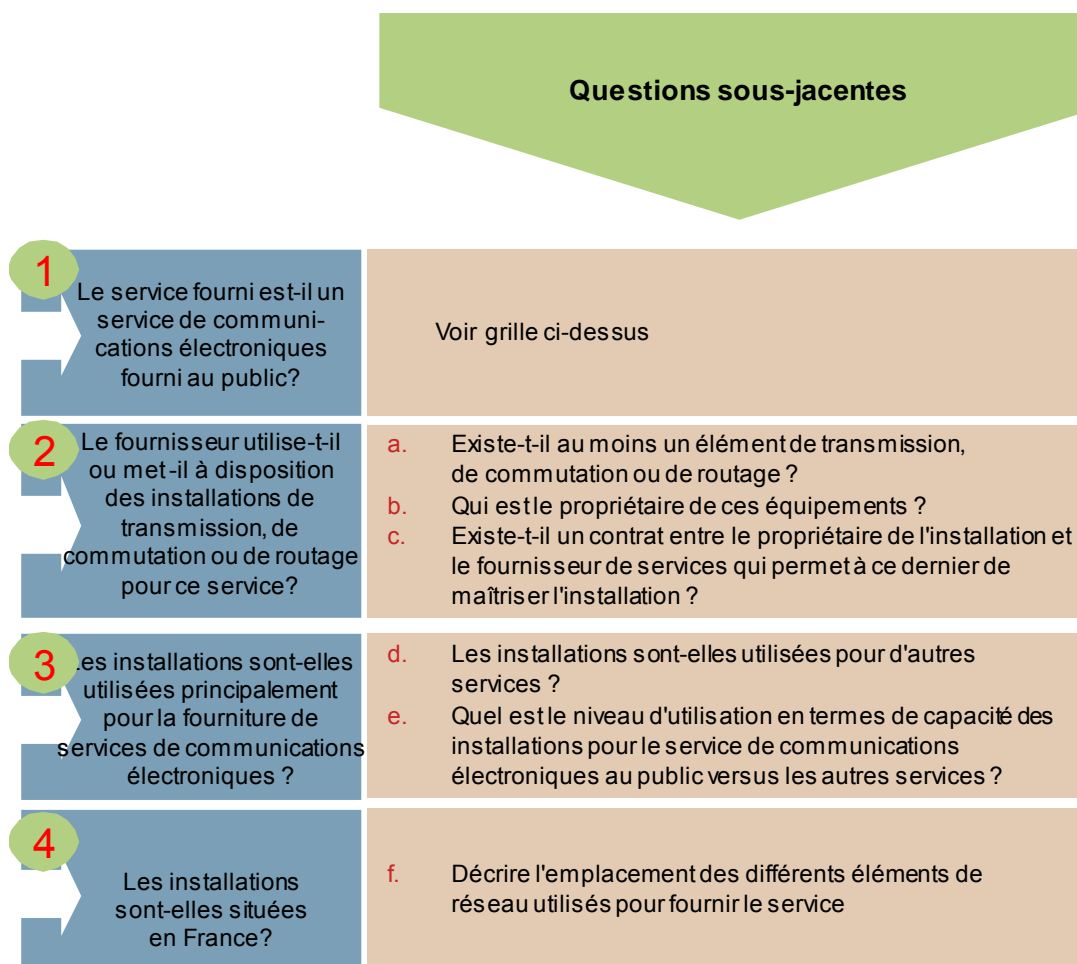 Questions sous-jacentes
1
Le service fourni est-il un
service de communi-
cations électroniques
fourni au public?
Voir grille ci-dessus
2
Le fournisseur utilise-t-il
ou met-il à disposition
des installations de
transmission, de
commutation ou de routage
pour ce service?
a. Existe-t-il au moins un élément de transmission,
de commutation ou de routage ?
b. Qui est le propriétaire de ces équipements ?
c. Existe-t-il un contrat entre le propriétaire de l'installation et
le fournisseur de services qui permet à ce dernier de
maîtriser l'installation ?
3
Les installations sont-elles
utilisées principalement
pour la fourniture de
services de communications
électroniques ?
d. Les installations sont-elles utilisées pour d'autres
services ?
e. Quel est le niveau d'utilisation en termes de capacité des
installations pour le service de communications
électroniques au public versus les autres services ?
4
Les installations
sont-elles situées
en France?
f. Décrire l'emplacement des différents éléments de
réseau utilisés pour fournir le service